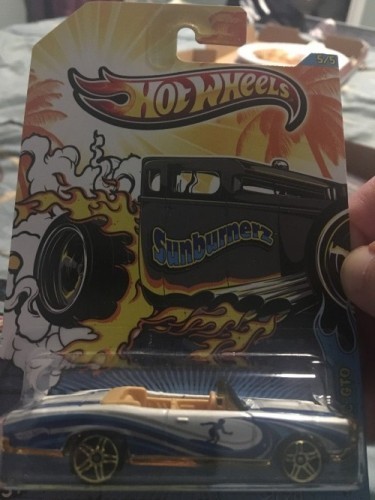 5/5
HOT WHEELS
Sunburnerz
GTO